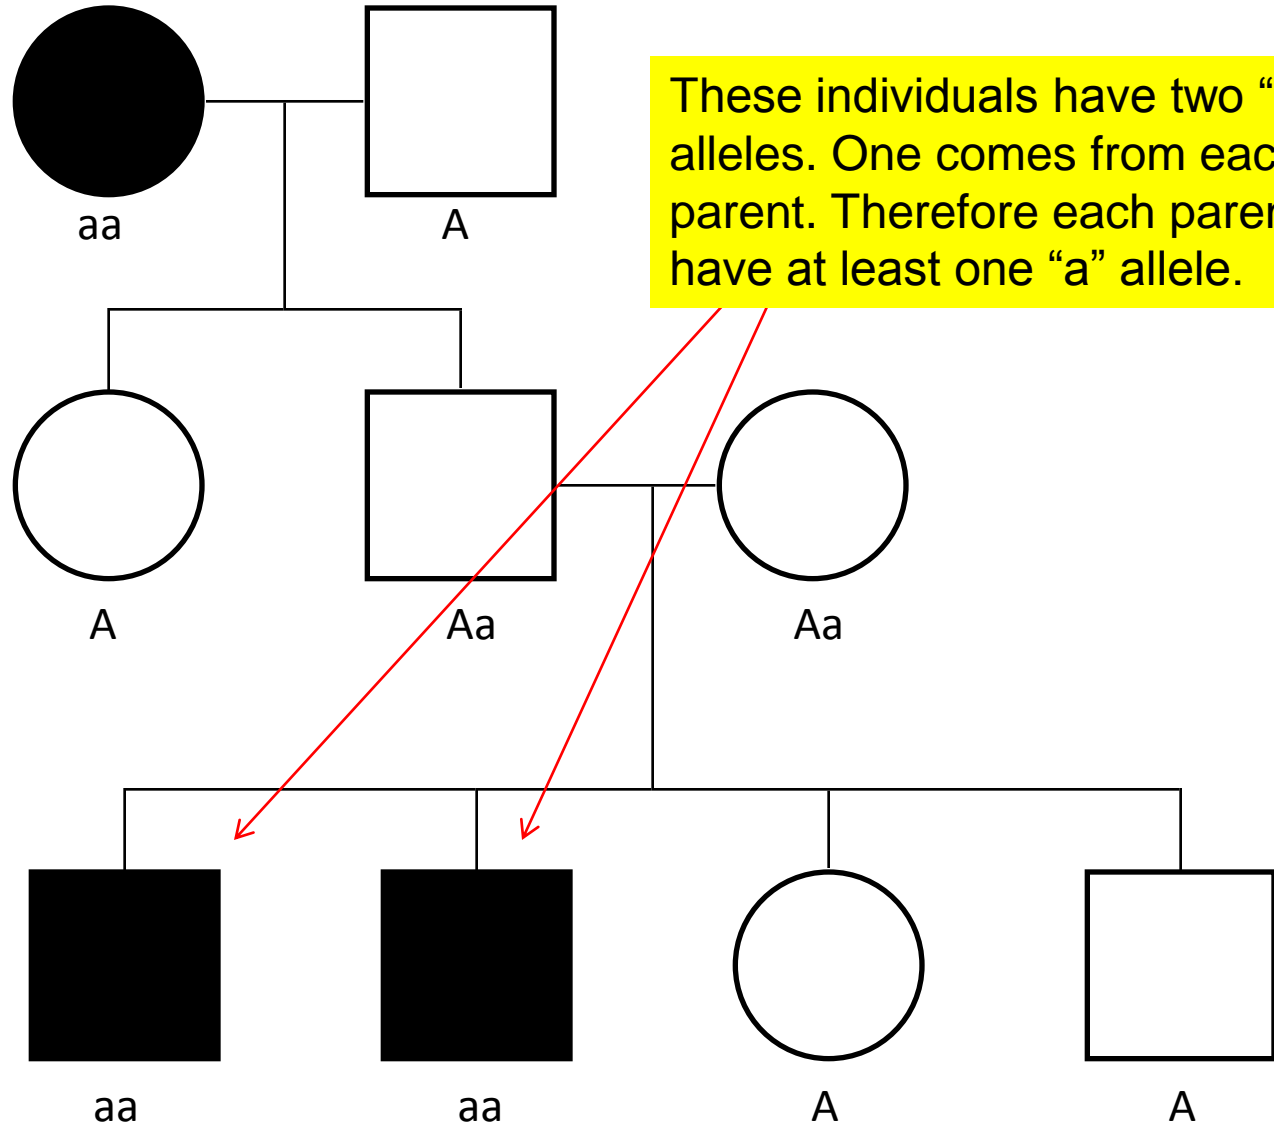 These individuals have two “
alleles. One comes from
parent. Therefore each
have at least one “a” allele.
aa
A
A
Aa
Aa
aa
aa
A
A